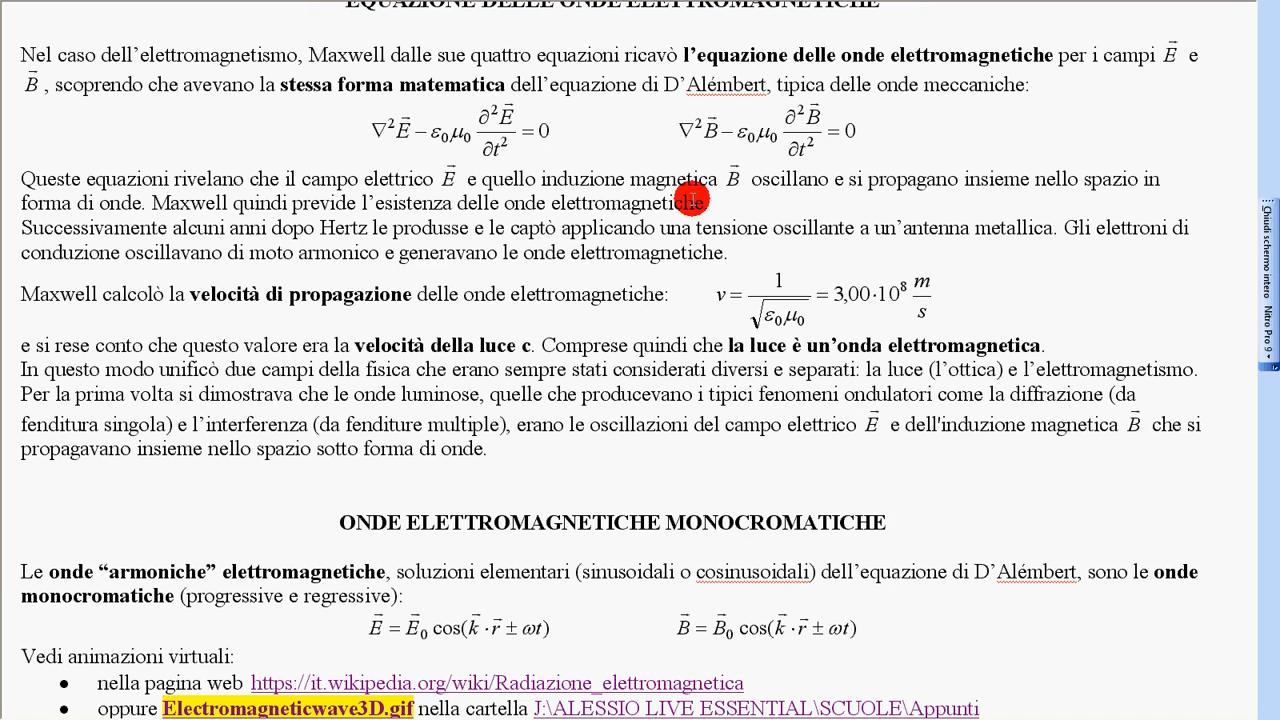 EQUAZIONE DELLE ONDE ELETTROMAGNETICHE
Nel caso dell’elettromagnetismo, Maxwell dalle sue quattro equazioni ricavò l’equazione delle onde elettromagnetiche per i campi E⃗ e
B⃗ , scoprendo che avevano la stessa forma matematica dell’equazione di D’Alémbert, tipica delle onde meccaniche:
∇²E⃗ − ε₀μ₀ ∂²E⃗/∂t² = 0 ∇²B⃗ − ε₀μ₀ ∂²B⃗/∂t² = 0
Queste equazioni rivelano che il campo elettrico E⃗ e quello induzione magnetica B⃗ oscillano e si propagano insieme nello spazio in
forma di onde. Maxwell quindi previde l’esistenza delle onde elettromagnetiche.
Successivamente alcuni anni dopo Hertz le produsse e le captò applicando una tensione oscillante a un’antenna metallica. Gli elettroni di
conduzione oscillavano di moto armonico e generavano le onde elettromagnetiche.
Maxwell calcolò la velocità di propagazione delle onde elettromagnetiche: v = 1/√(ε₀μ₀) = 3,00·10⁸ m/s
e si rese conto che questo valore era la velocità della luce c. Comprese quindi che la luce è un’onda elettromagnetica.
In questo modo unificò due campi della fisica che erano sempre stati considerati diversi e separati: la luce (l’ottica) e l’elettromagnetismo.
Per la prima volta si dimostrava che le onde luminose, quelle che producevano i tipici fenomeni ondulatori come la diffrazione (da
fenditura singola) e l’interferenza (da fenditure multiple), erano le oscillazioni del campo elettrico E⃗ e dell'induzione magnetica B⃗ che si
propagavano insieme nello spazio sotto forma di onde.
ONDE ELETTROMAGNETICHE MONOCROMATICHE
Le onde “armoniche” elettromagnetiche, soluzioni elementari (sinusoidali o cosinusoidali) dell’equazione di D’Alémbert, sono le onde
monocromatiche (progressive e regressive):
E⃗ = E⃗₀ cos(k⃗ · r⃗ ± ωt) B⃗ = B⃗₀ cos(k⃗ · r⃗ ± ωt)
Vedi animazioni virtuali:
● nella pagina web https://it.wikipedia.org/wiki/Radiazione_elettromagnetica
● oppure Electromagneticwave3D.gif nella cartella J:\ALESSIO LIVE ESSENTIAL\SCUOLE\Appunti
Chiudi schermo intero
Nitro Pro 9